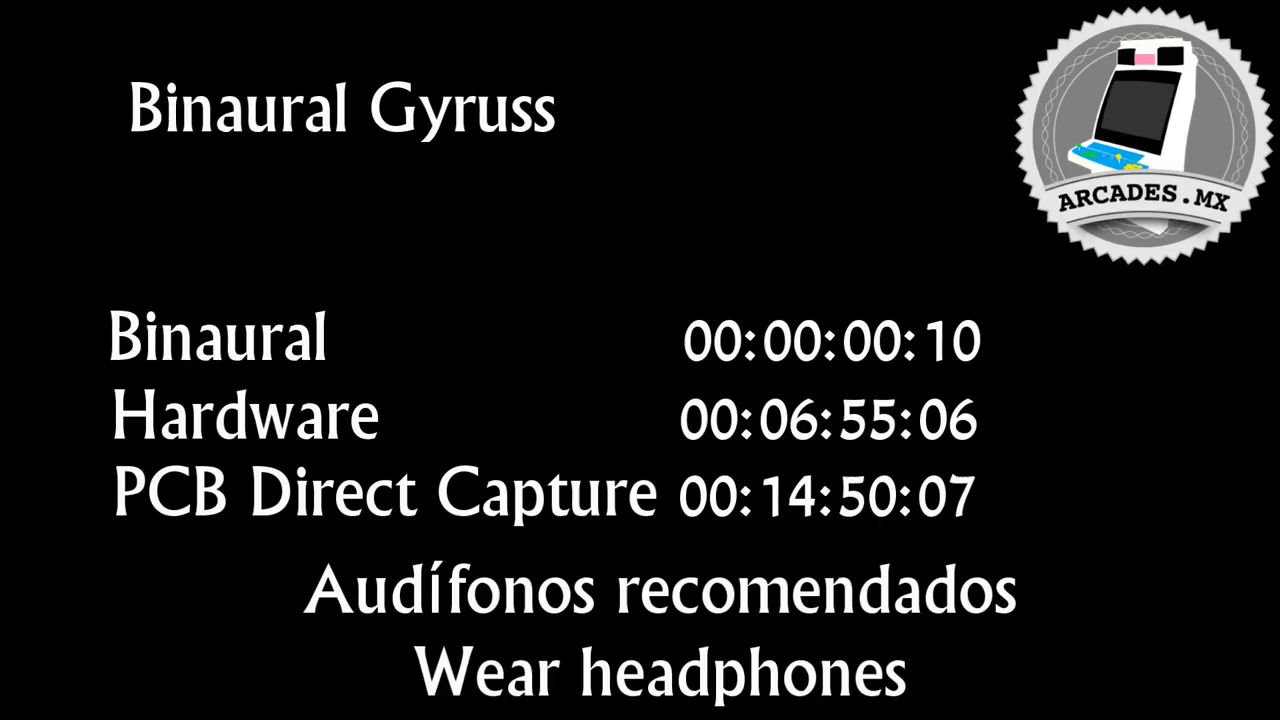 Binaural Gyruss
ARCADES.MX
Binaural 00:00:00:10
Hardware 00:06:55:06
PCB Direct Capture 00:14:50:07
Audífonos recomendados
Wear headphones